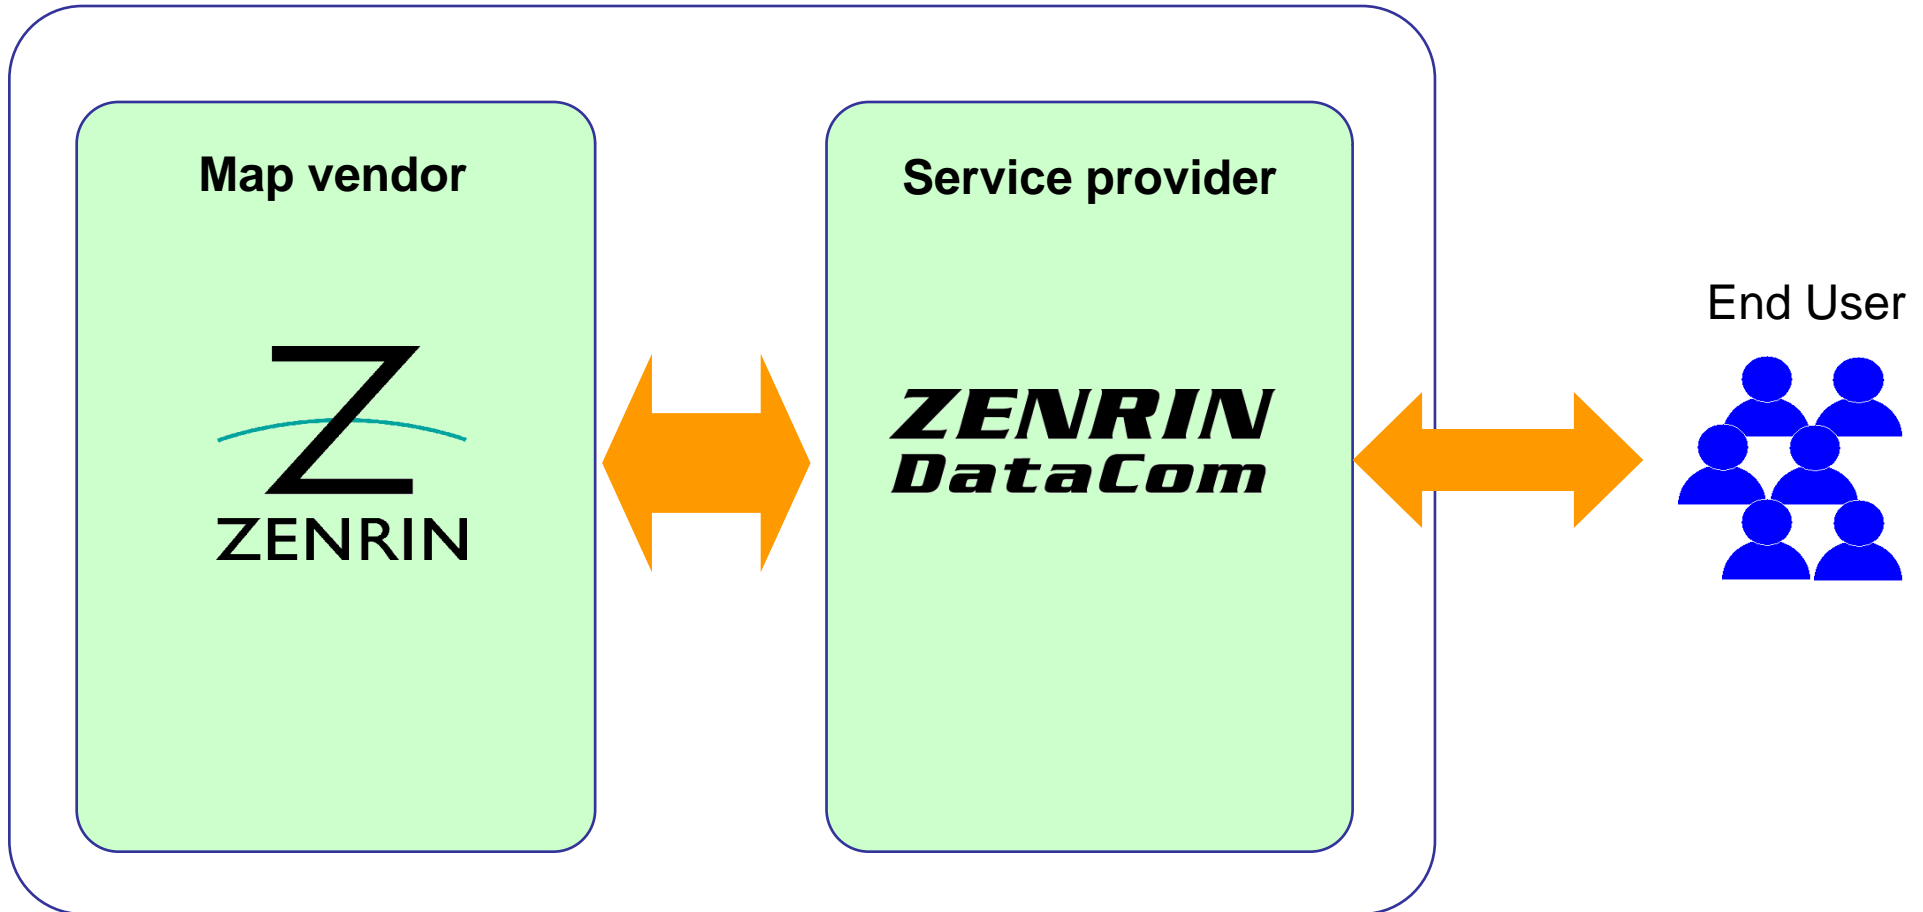 Map vendor
Service provider
End User
Z
ZENRIN
ZENRIN
DataCom